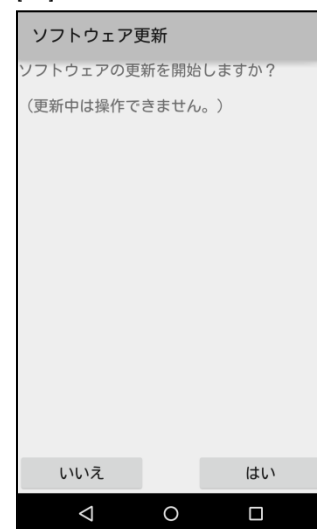 ソフトウェア更新
ソフトウェアの更新を開始しますか？
（更新中は操作できません。）
いいえ
はい